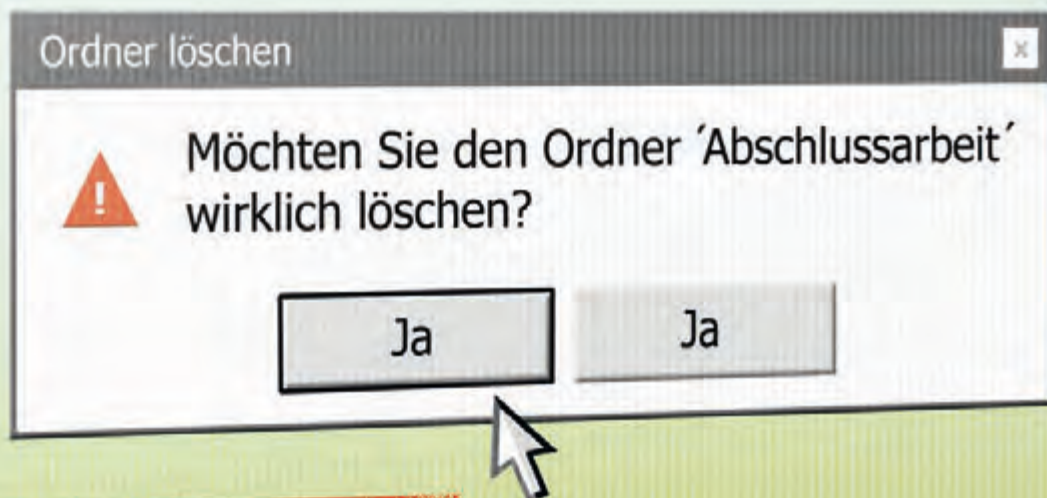 Ordner löschen
x
Möchten Sie den Ordner ´Abschlussarbeit´
wirklich löschen?
!
Ja Ja